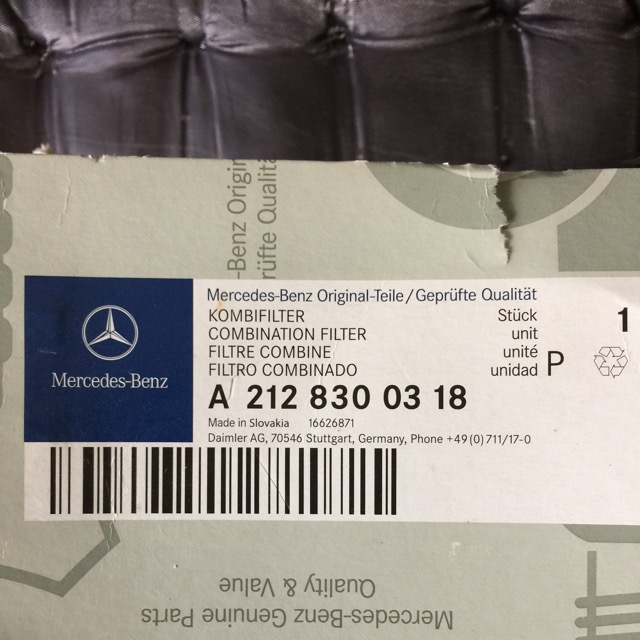 -Benz Origin
rüfte Qualitä
Mercedes-Benz Original-Teile/Geprüfte Qualität
KOMBIFILTER Stück 1
COMBINATION FILTER unit
FILTRE COMBINE unité P
FILTRO COMBINADO unidad
Mercedes-Benz
A 212 830 03 18
Made in Slovakia 16626871
Daimler AG, 70546 Stuttgart, Germany, Phone +49(0)711/17-0
Mercedes-Benz Genuine Parts
Quality & Value